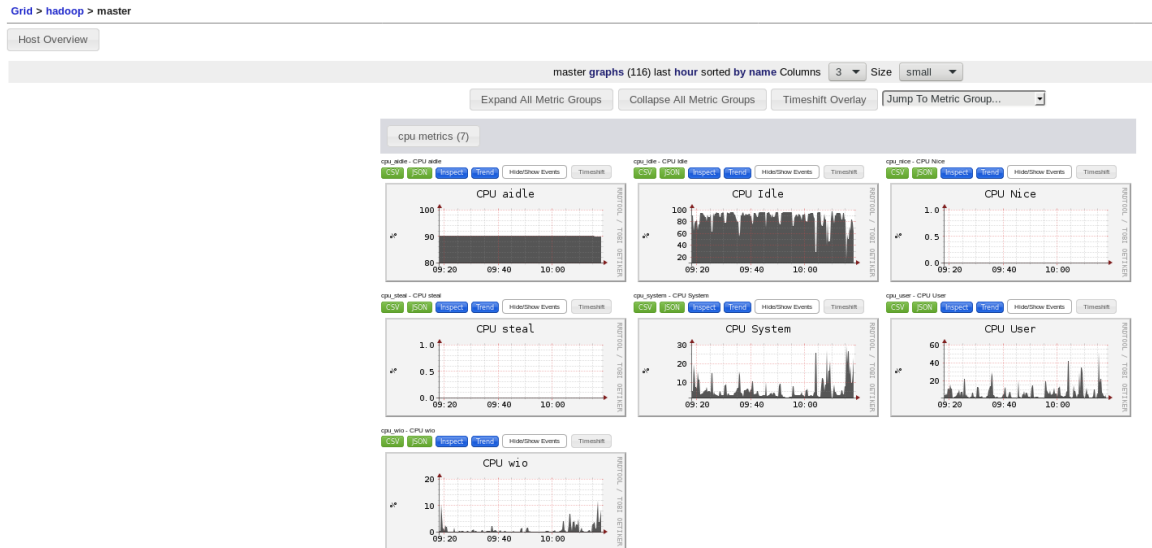 Grid > hadoop > master
Host Overview
master graphs (116) last hour sorted by name Columns 3 Size small
Expand All Metric Groups Collapse All Metric Groups Timeshift Overlay Jump To Metric Group...
cpu metrics (7)
cpu_aidle - CPU aidle cpu_idle - CPU Idle cpu_nice - CPU Nice
CSV JSON Inspect Trend Hide/Show Events Timeshift CSV JSON Inspect Trend Hide/Show Events Timeshift CSV JSON Inspect Trend Hide/Show Events Timeshift
CPU aidle CPU Idle CPU Nice
RRDTOOL / TOBI OETIKER RRDTOOL / TOBI OETIKER RRDTOOL / TOBI OETIKER
100 100 1.0
80
90 60 0.5
40
80 20 0.0
09:20 09:40 10:00 09:20 09:40 10:00 09:20 09:40 10:00
cpu_steal - CPU steal cpu_system - CPU System cpu_user - CPU User
CSV JSON Inspect Trend Hide/Show Events Timeshift CSV JSON Inspect Trend Hide/Show Events Timeshift CSV JSON Inspect Trend Hide/Show Events Timeshift
CPU steal CPU System CPU User
RRDTOOL / TOBI OETIKER RRDTOOL / TOBI OETIKER RRDTOOL / TOBI OETIKER
1.0 30 60
0.5 20 40
10 20
0.0
09:20 09:40 10:00 09:20 09:40 10:00 09:20 09:40 10:00
cpu_wio - CPU wio
CSV JSON Inspect Trend Hide/Show Events Timeshift
CPU wio
RRDTOOL / TOBI OETIKER
20
10
0
09:20 09:40 10:00